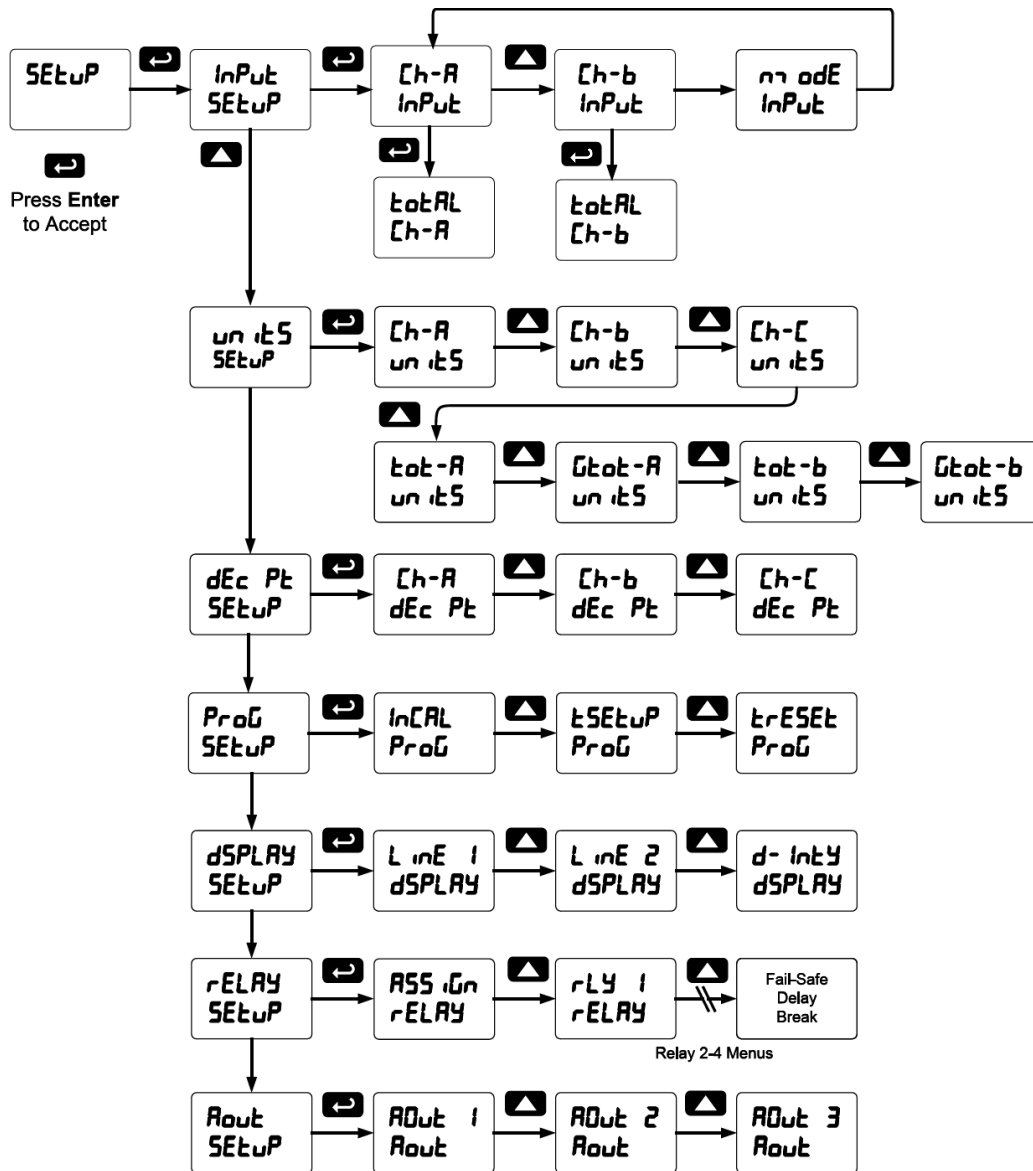 SEtuP
InPut
SEtuP
Ch-A
InPut
Ch-b
InPut
modE
InPut
Press Enter
to Accept
totAL
Ch-A
totAL
Ch-b
unitS
SEtuP
Ch-A
unitS
Ch-b
unitS
Ch-C
unitS
tot-A
unitS
Gtot-A
unitS
tot-b
unitS
Gtot-b
unitS
dEc Pt
SEtuP
Ch-A
dEc Pt
Ch-b
dEc Pt
Ch-C
dEc Pt
ProG
SEtuP
InCAL
ProG
tSEtuP
ProG
trESEt
ProG
dSPLAY
SEtuP
LinE 1
dSPLAY
LinE 2
dSPLAY
d-IntY
dSPLAY
rELAY
SEtuP
ASSiGn
rELAY
rLY 1
rELAY
Fail-Safe
Delay
Break
Relay 2-4 Menus
Aout
SEtuP
AOut 1
Aout
AOut 2
Aout
AOut 3
Aout